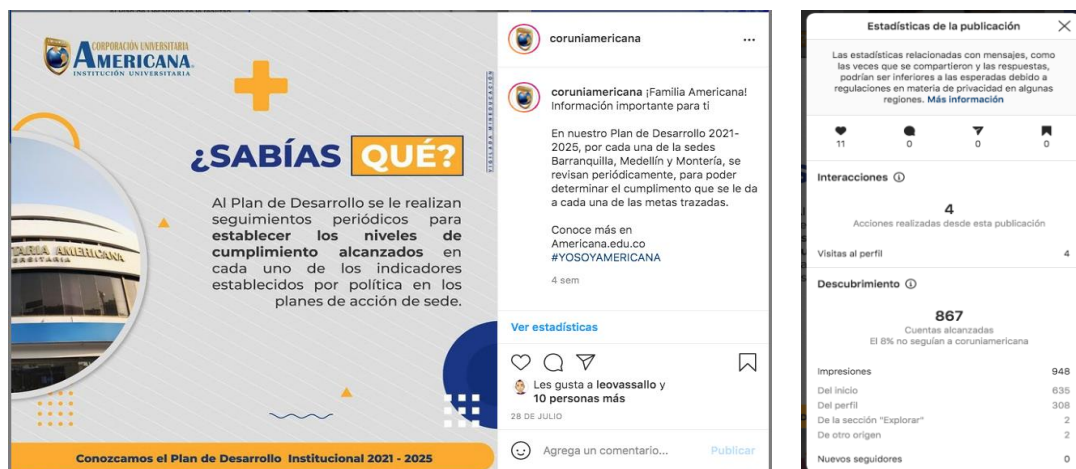 CORPORACIÓN UNIVERSITARIA
AMERICANA
INSTITUCIÓN UNIVERSITARIA
VIGILADA MINEDUCACIÓN
¿SABÍAS QUÉ?
Al Plan de Desarrollo se le realizan
seguimientos periódicos para
establecer los niveles de
cumplimiento alcanzados en
cada uno de los indicadores
establecidos por política en los
planes de acción de sede.
TARIA AMERICANA
ERSITARIA
Conozcamos el Plan de Desarrollo Institucional 2021 - 2025
coruniamericana
coruniamericana ¡Familia Americana!
Información importante para ti
En nuestro Plan de Desarrollo 2021-
2025, por cada una de la sedes
Barranquilla, Medellín y Montería, se
revisan periódicamente, para poder
determinar el cumplimento que se le da
a cada una de las metas trazadas.
Conoce más en
Americana.edu.co
#YOSOYAMERICANA
4 sem
Ver estadísticas
Les gusta a leovassallo y
10 personas más
28 DE JULIO
Agrega un comentario... Publicar
Estadísticas de la publicación
Las estadísticas relacionadas con mensajes, como
las veces que se compartieron y las respuestas,
podrían ser inferiores a las esperadas debido a
regulaciones en materia de privacidad en algunas
regiones. Más información
11 0 0 0
Interacciones
4
Acciones realizadas desde esta publicación
Visitas al perfil 4
Descubrimiento
867
Cuentas alcanzadas
El 8% no seguían a coruniamericana
Impresiones 948
Del inicio 635
Del perfil 308
De la sección "Explorar" 2
De otro origen 2
Nuevos seguidores 0